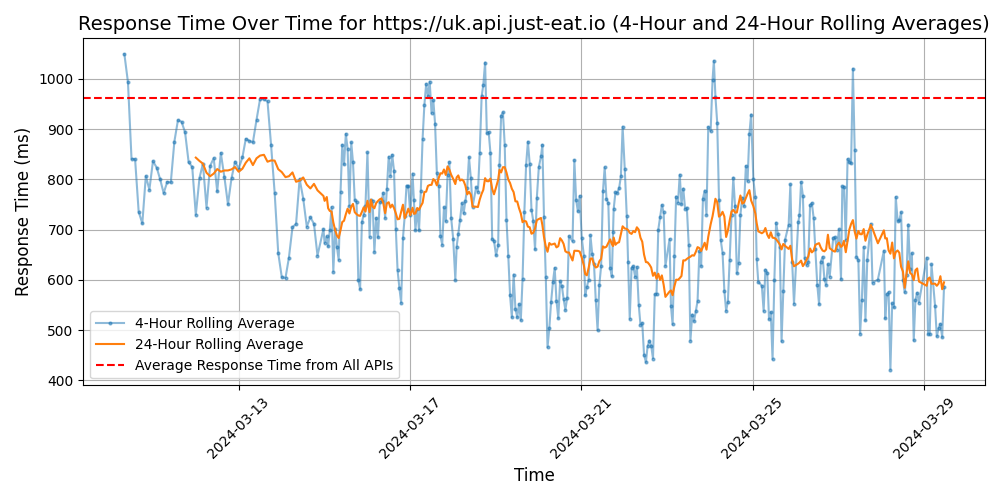 Response Time Over Time for https://uk.api.just-eat.io (4-Hour and 24-Hour Rolling Averages)
Response Time (ms)
1000
900
800
700
600
500
400
4-Hour Rolling Average
24-Hour Rolling Average
Average Response Time from All APIs
2024-03-13
2024-03-17
2024-03-21
2024-03-25
2024-03-29
Time